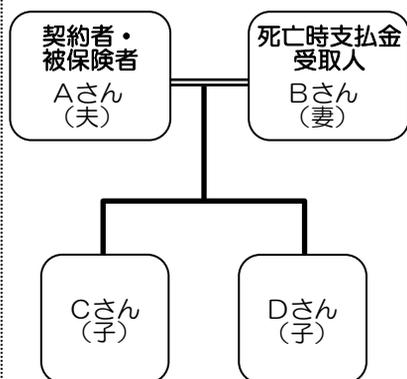 契約者・
被保険者
Aさん
（夫）
死亡時支払金
受取人
Bさん
（妻）
Cさん
（子）
Dさん
（子）